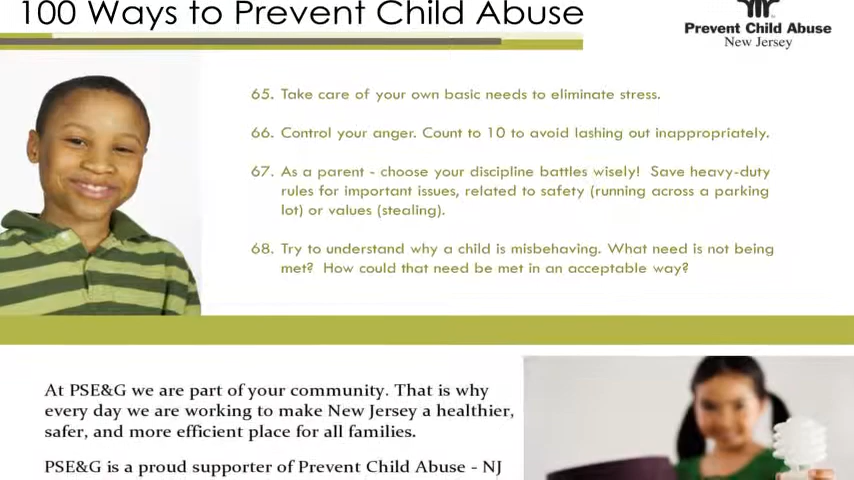 100 Ways to Prevent Child Abuse
Prevent Child Abuse
New Jersey
65. Take care of your own basic needs to eliminate stress.
66. Control your anger. Count to 10 to avoid lashing out inappropriately.
67. As a parent - choose your discipline battles wisely! Save heavy-duty
rules for important issues, related to safety (running across a parking
lot) or values (stealing).
68. Try to understand why a child is misbehaving. What need is not being
met? How could that need be met in an acceptable way?
At PSE&G we are part of your community. That is why
every day we are working to make New Jersey a healthier,
safer, and more efficient place for all families.
PSE&G is a proud supporter of Prevent Child Abuse - NJ